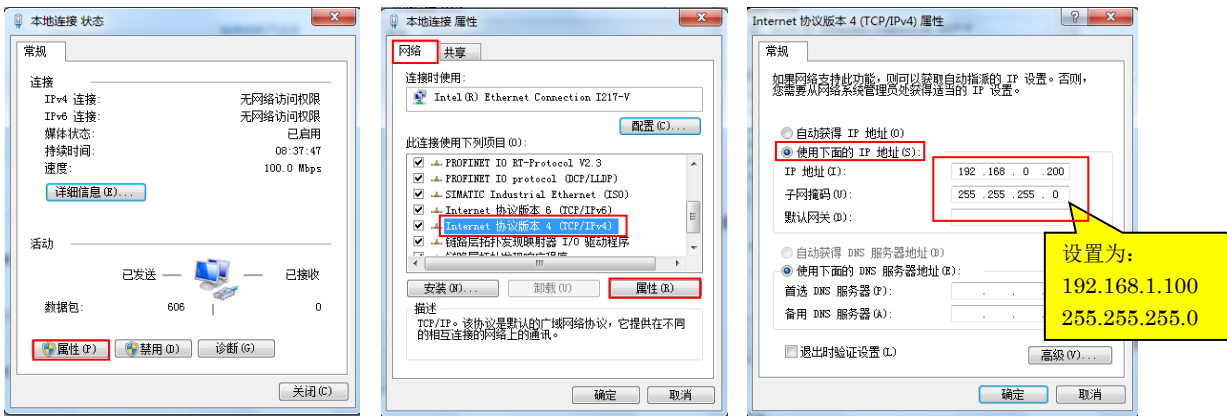 本地连接 状态
常规
连接
IPv4 连接: 无网络访问权限
IPv6 连接: 无网络访问权限
媒体状态: 已启用
持续时间: 08:37:47
速度: 100.0 Mbps
详细信息(E)...
活动
已发送 — — 已接收
数据包: 606 | 0
属性(P) 禁用(D) 诊断(G)
关闭(C)
本地连接 属性
网络 共享
连接时使用:
Intel(R) Ethernet Connection I217-V
配置(C)...
此连接使用下列项目(O):
PROFINET IO RT-Protocol V2.3
PROFINET IO protocol (DCP/LLDP)
SIMATIC Industrial Ethernet (ISO)
Internet 协议版本 6 (TCP/IPv6)
Internet 协议版本 4 (TCP/IPv4)
链路层拓扑发现映射器 I/O 驱动程序
安装(N)... 卸载(U) 属性(R)
描述
TCP/IP。该协议是默认的广域网络协议，它提供在不同
的相互连接的网络上的通讯。
确定 取消
Internet 协议版本 4 (TCP/IPv4) 属性
常规
如果网络支持此功能，则可以获取自动指派的 IP 设置。否则，
您需要从网络系统管理员处获得适当的 IP 设置。
自动获得 IP 地址(O)
使用下面的 IP 地址(S):
IP 地址(I): 192 .168 . 0 .200
子网掩码(U): 255 .255 .255 . 0
默认网关(D):
自动获得 DNS 服务器地址(B)
使用下面的 DNS 服务器地址(E):
首选 DNS 服务器(P):
备用 DNS 服务器(A):
退出时验证设置(L)
高级(V)...
确定 取消
设置为:
192.168.1.100
255.255.255.0